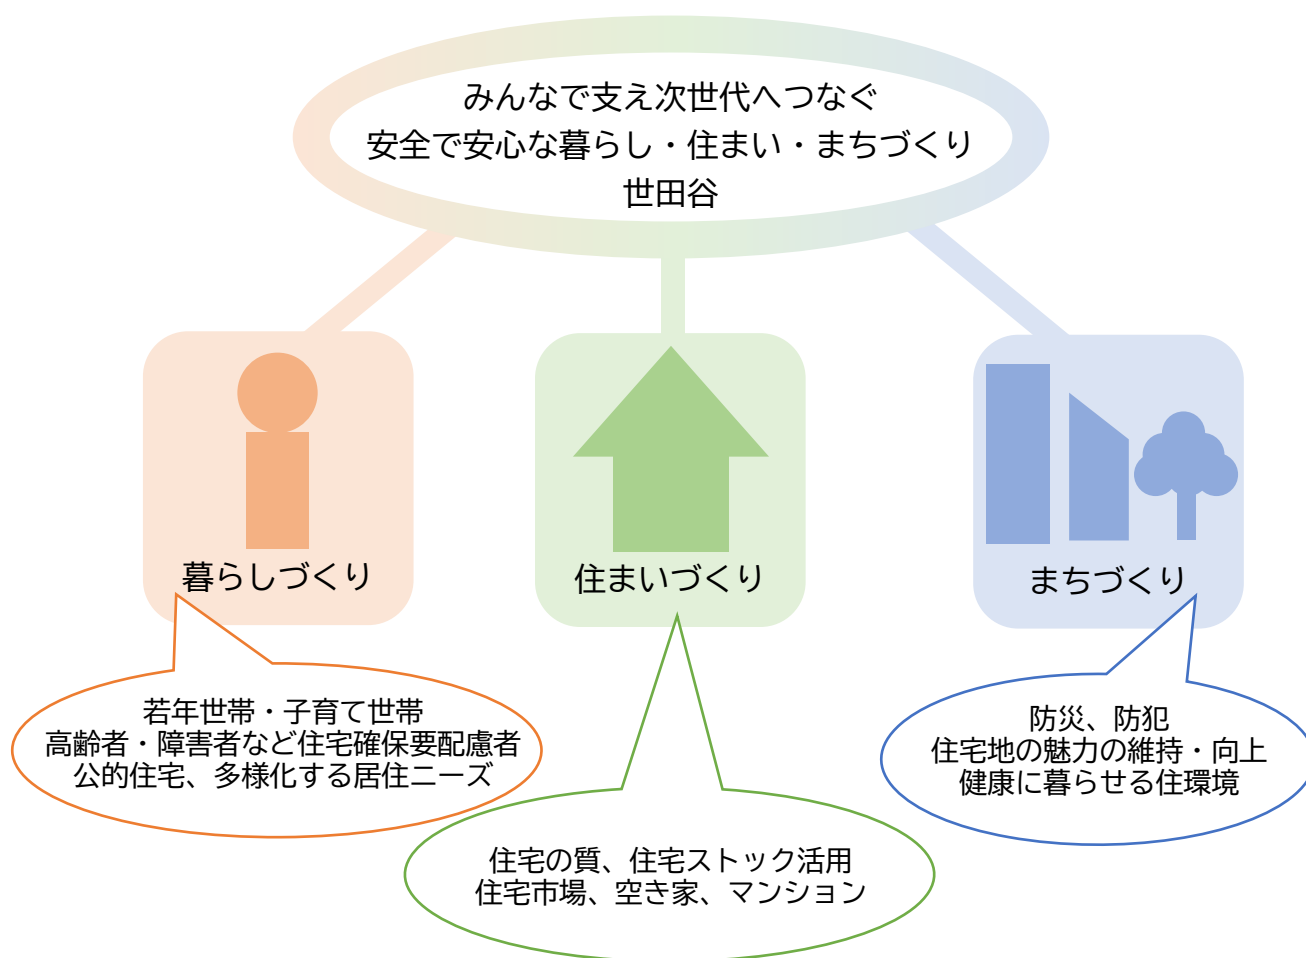 みんなで支え次世代へつなぐ
安全で安心な暮らし・住まい・まちづくり
世田谷
暮らしづくり
住まいづくり
まちづくり
若年世帯・子育て世帯
高齢者・障害者など住宅確保要配慮者
公的住宅、多様化する居住ニーズ
住宅の質、住宅ストック活用
住宅市場、空き家、マンション
防災、防犯
住宅地の魅力の維持・向上
健康に暮らせる住環境